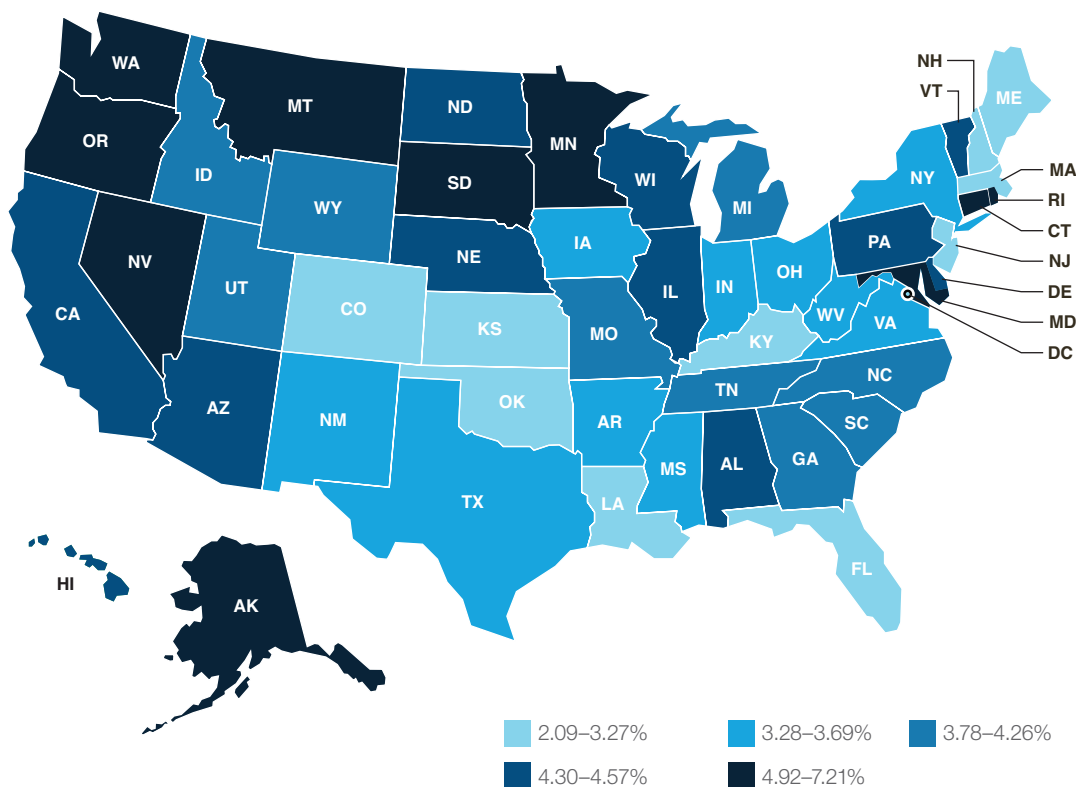 WA
MT
ND
MN
OR
ID
SD
WI
WY
MI
NY
NH
VT
ME
MA
RI
CT
NJ
DE
MD
DC
NV
UT
NE
IA
PA
CA
CO
KS
MO
IL
IN
OH
WV
VA
KY
AZ
NM
OK
AR
TN
NC
SC
MS
AL
GA
TX
LA
FL
HI
AK
2.09–3.27%
3.28–3.69%
3.78–4.26%
4.30–4.57%
4.92–7.21%